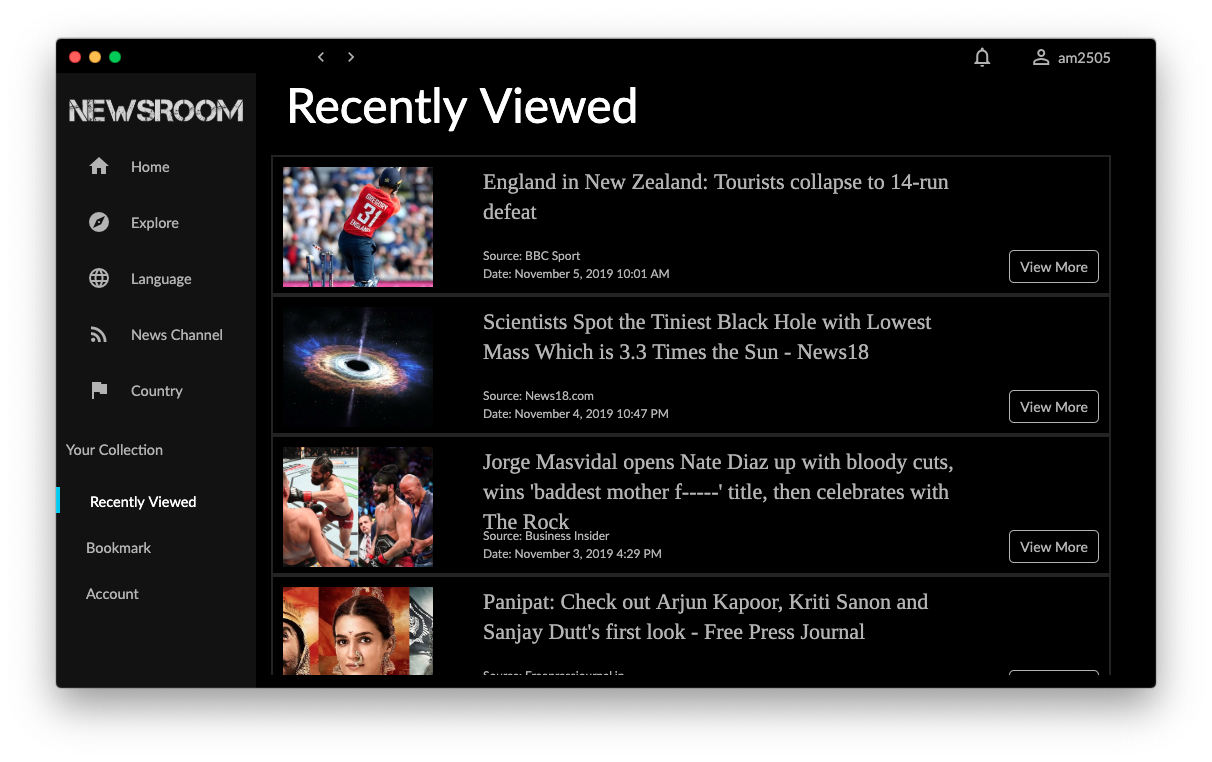 am2505
NEWSROOM
Home
Explore
Language
News Channel
Country
Your Collection
Recently Viewed
Bookmark
Account
Recently Viewed
GREGORY
31
ENGLAND
England in New Zealand: Tourists collapse to 14-run
defeat
Source: BBC Sport
Date: November 5, 2019 10:01 AM
View More
Scientists Spot the Tiniest Black Hole with Lowest
Mass Which is 3.3 Times the Sun - News18
Source: News18.com
Date: November 4, 2019 10:47 PM
View More
Jorge Masvidal opens Nate Diaz up with bloody cuts,
wins 'baddest mother f-----' title, then celebrates with
The Rock
Source: Business Insider
Date: November 3, 2019 4:29 PM
View More
Panipat: Check out Arjun Kapoor, Kriti Sanon and
Sanjay Dutt's first look - Free Press Journal
Source: Freepressjournal.in